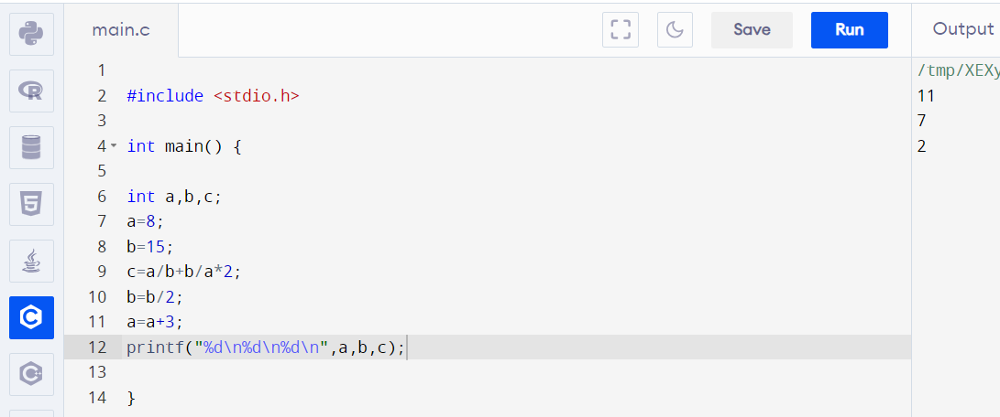 main.c
Save
Run
Output
1
2 #include <stdio.h>
3
4 int main() {
5
6 int a,b,c;
7 a=8;
8 b=15;
9 c=a/b+b/a*2;
10 b=b/2;
11 a=a+3;
12 printf("%d\n%d\n%d\n",a,b,c);
13
14 }
/tmp/XEXy
11
7
2